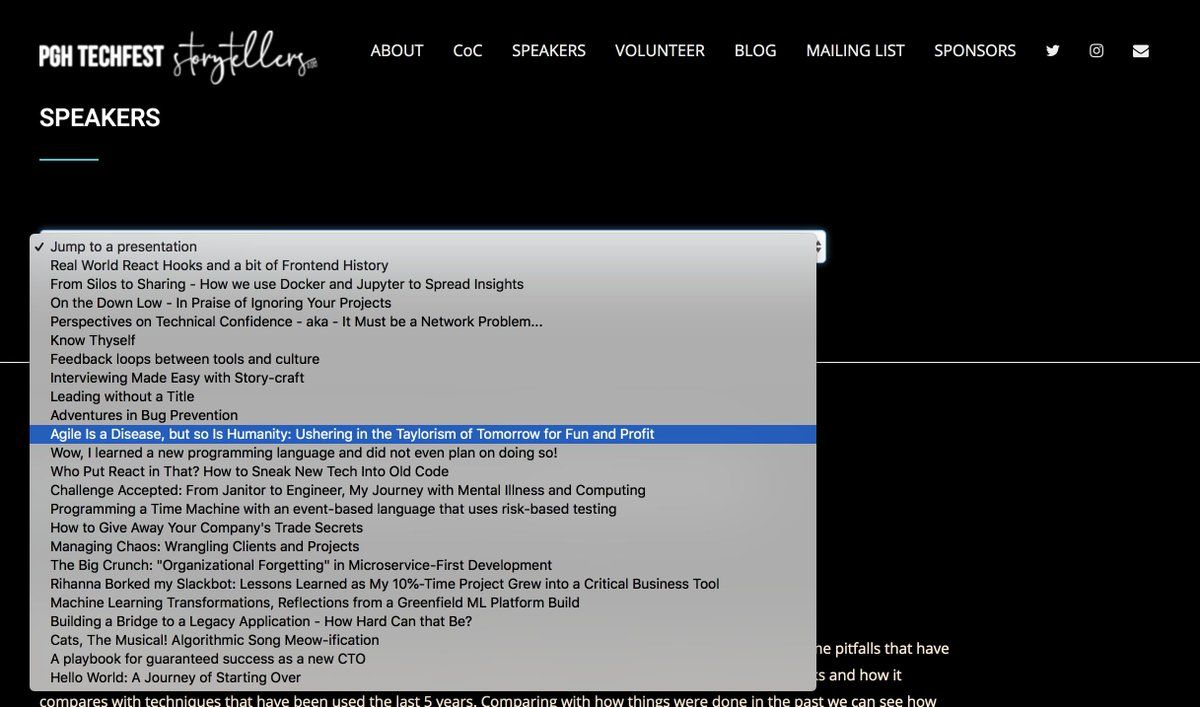 PGH TECHFEST storytellers
ABOUT CoC SPEAKERS VOLUNTEER BLOG MAILING LIST SPONSORS
SPEAKERS
✓ Jump to a presentation
Real World React Hooks and a bit of Frontend History
From Silos to Sharing - How we use Docker and Jupyter to Spread Insights
On the Down Low - In Praise of Ignoring Your Projects
Perspectives on Technical Confidence - aka - It Must be a Network Problem...
Know Thyself
Feedback loops between tools and culture
Interviewing Made Easy with Story-craft
Leading without a Title
Adventures in Bug Prevention
Agile Is a Disease, but so Is Humanity: Ushering in the Taylorism of Tomorrow for Fun and Profit
Wow, I learned a new programming language and did not even plan on doing so!
Who Put React in That? How to Sneak New Tech Into Old Code
Challenge Accepted: From Janitor to Engineer, My Journey with Mental Illness and Computing
Programming a Time Machine with an event-based language that uses risk-based testing
How to Give Away Your Company's Trade Secrets
Managing Chaos: Wrangling Clients and Projects
The Big Crunch: "Organizational Forgetting" in Microservice-First Development
Rihanna Borked my Slackbot: Lessons Learned as My 10%-Time Project Grew into a Critical Business Tool
Machine Learning Transformations, Reflections from a Greenfield ML Platform Build
Building a Bridge to a Legacy Application - How Hard Can that Be?
Cats, The Musical! Algorithmic Song Meow-ification
A playbook for guaranteed success as a new CTO
Hello World: A Journey of Starting Over
pitfalls that have
and how it
compares with techniques that have been used the last 5 years. Comparing with how things were done in the past we can see how